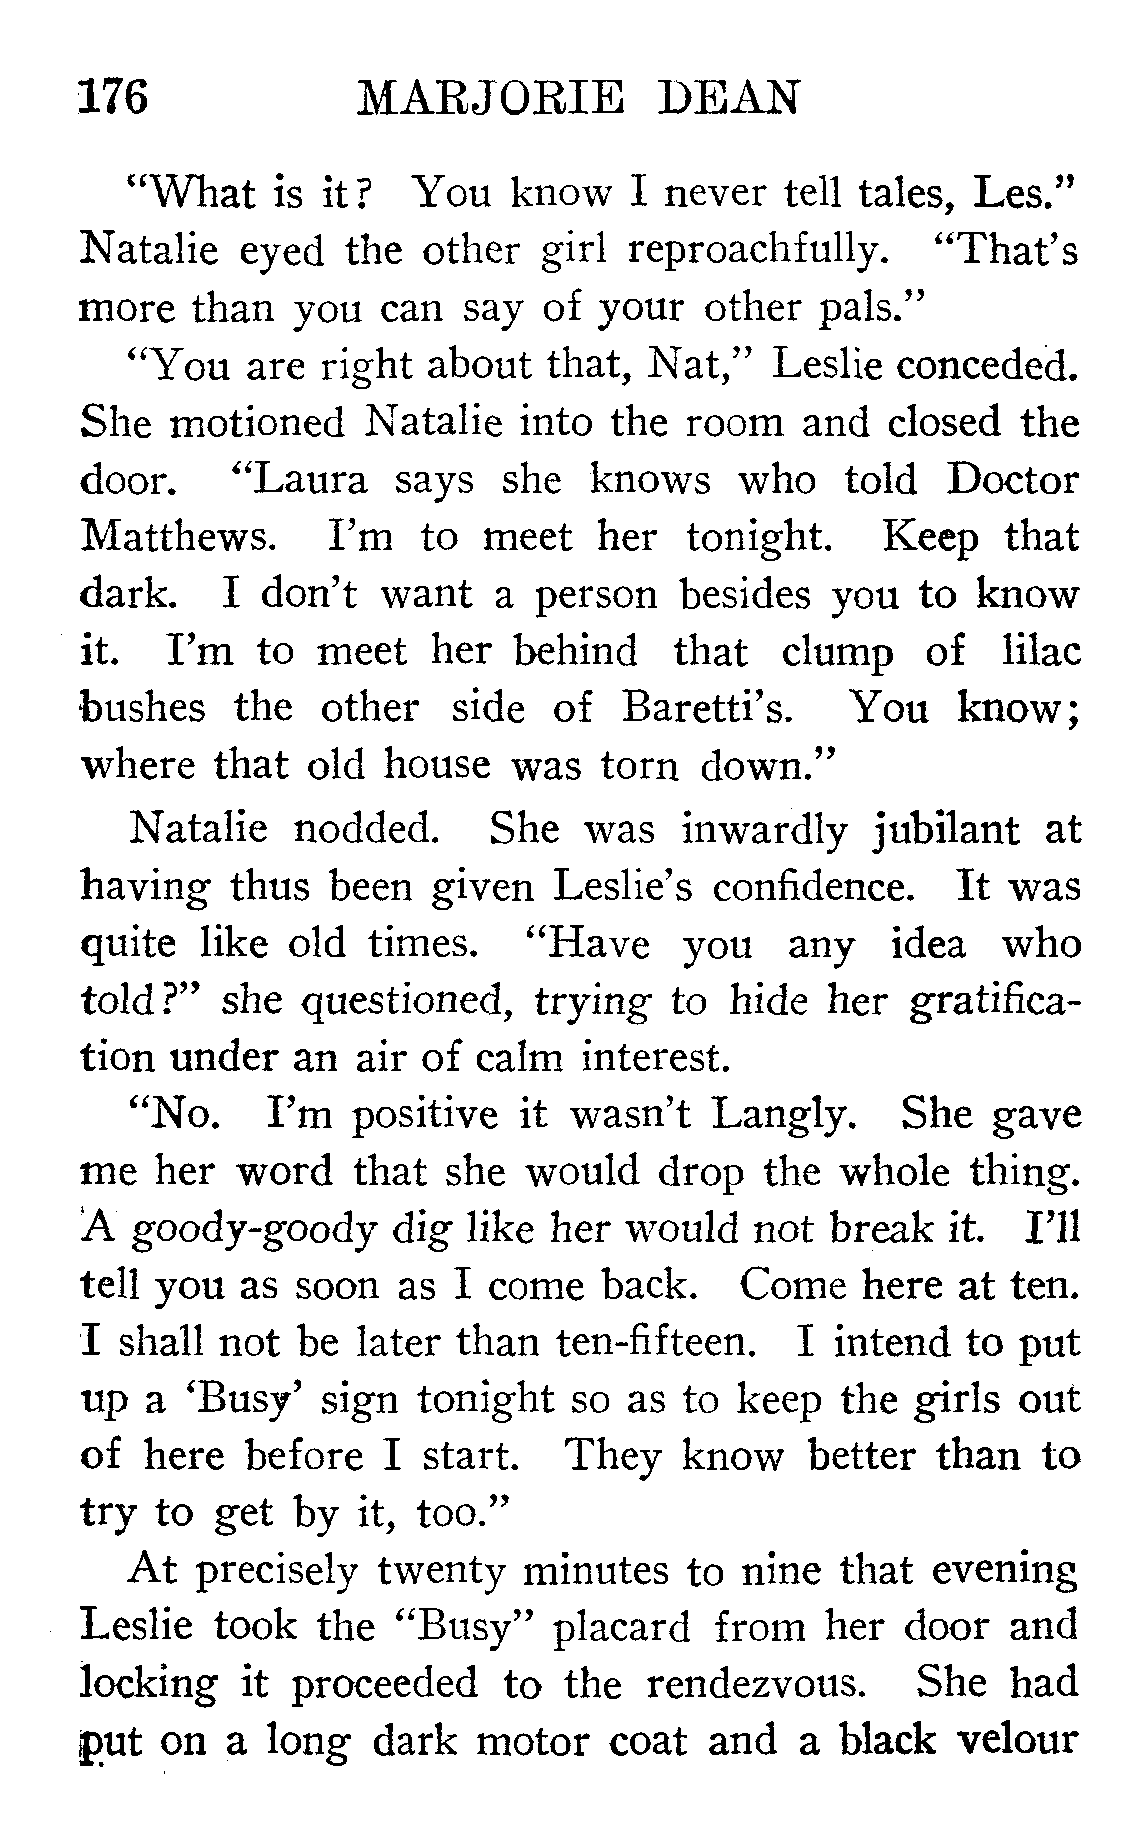 176 MARJORIE DEAN
“What is it? You know I never tell tales, Les.”
Natalie eyed the other girl reproachfully. “That’s
more than you can say of your other pals.”
“You are right about that, Nat,” Leslie conceded.
She motioned Natalie into the room and closed the
door. “Laura says she knows who told Doctor
Matthews. I’m to meet her tonight. Keep that
dark. I don’t want a person besides you to know
it. I’m to meet her behind that clump of lilac
bushes the other side of Baretti’s. You know;
where that old house was torn down.”
Natalie nodded. She was inwardly jubilant at
having thus been given Leslie’s confidence. It was
quite like old times. “Have you any idea who
told?” she questioned, trying to hide her gratifica-
tion under an air of calm interest.
“No. I’m positive it wasn’t Langly. She gave
me her word that she would drop the whole thing.
A goody-goody dig like her would not break it. I’ll
tell you as soon as I come back. Come here at ten.
I shall not be later than ten-fifteen. I intend to put
up a ‘Busy’ sign tonight so as to keep the girls out
of here before I start. They know better than to
try to get by it, too.”
At precisely twenty minutes to nine that evening
Leslie took the “Busy” placard from her door and
locking it proceeded to the rendezvous. She had
put on a long dark motor coat and a black velour